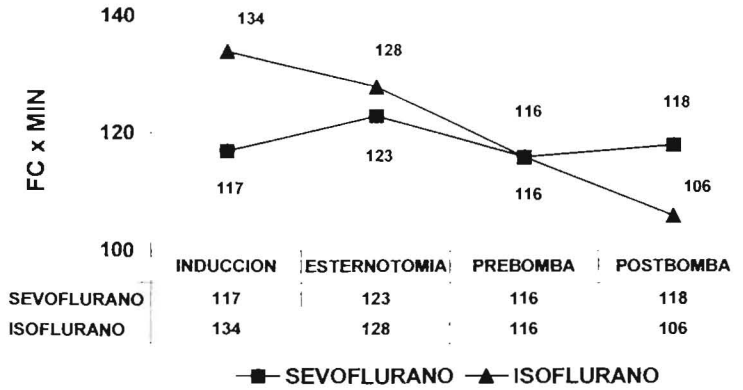 140
134
128
116
118
FC x MIN
120
117
123
116
106
100
INDUCCION ESTERNOTOMIA PREBOMBA POSTBOMBA
SEVOFLURANO 117 123 116 118
ISOFLURANO 134 128 116 106
SEVOFLURANO ISOFLURANO